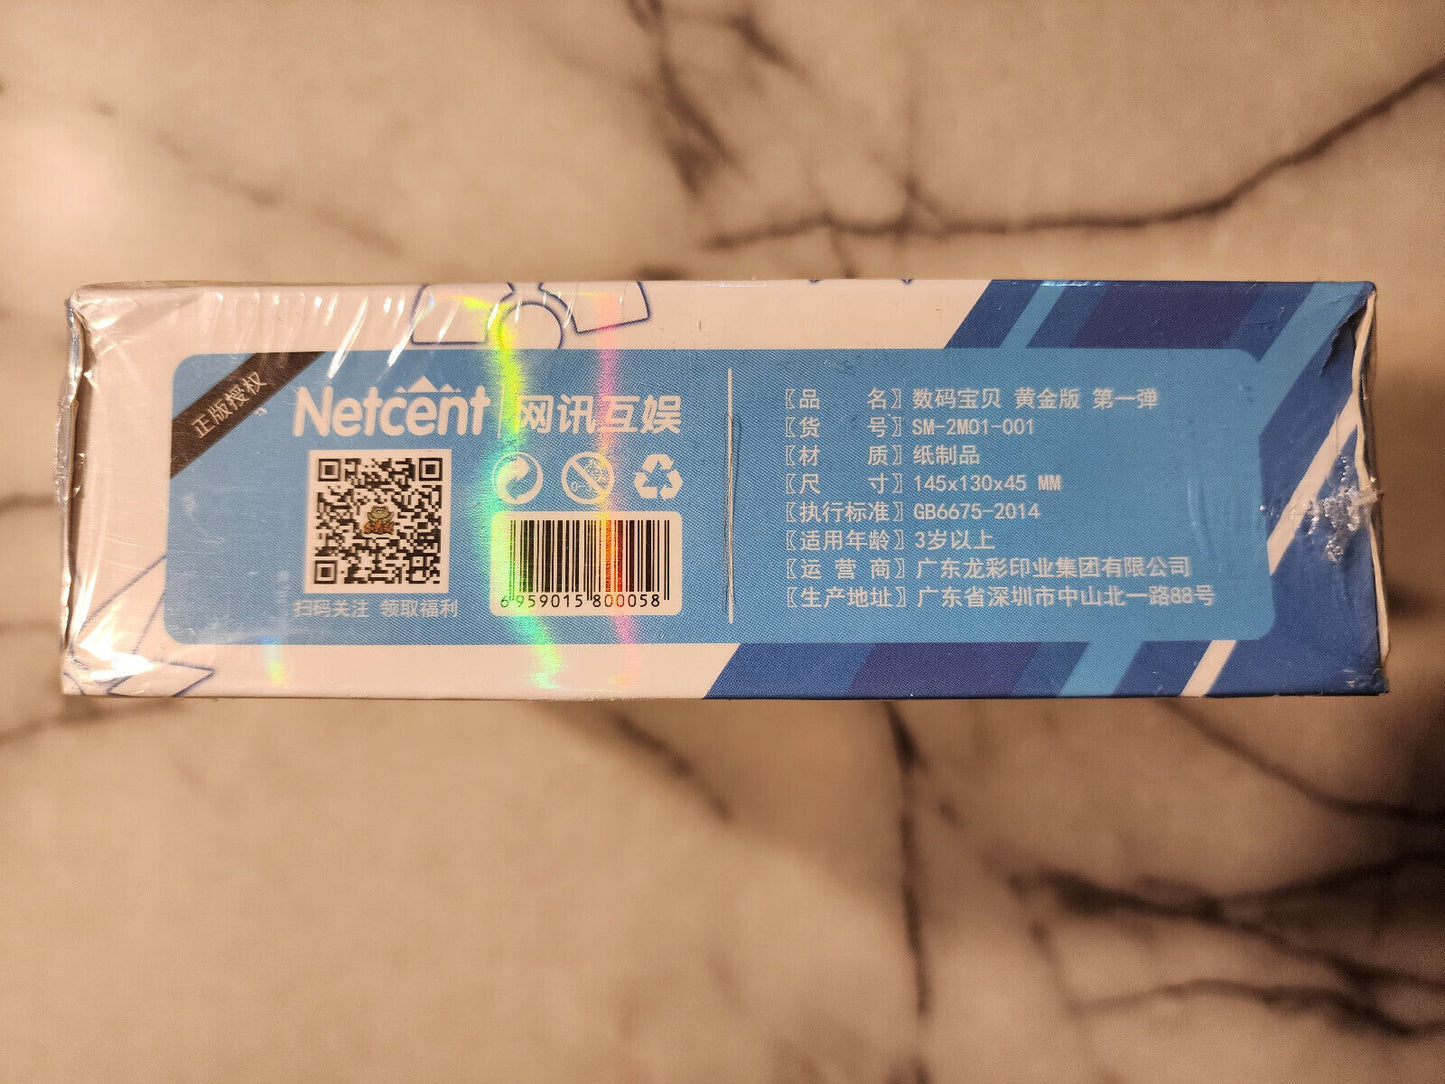 正版授权
Netcent 网讯互娱
扫码关注 领取福利
6 959015 800058
〖品 名〗数码宝贝 黄金版 第一弹
〖货 号〗SM-2M01-001
〖材 质〗纸制品
〖尺 寸〗145x130x45 MM
〖执行标准〗GB6675-2014
〖适用年龄〗3岁以上
〖运 营 商〗广东龙彩印业集团有限公司
〖生产地址〗广东省深圳市中山北一路88号